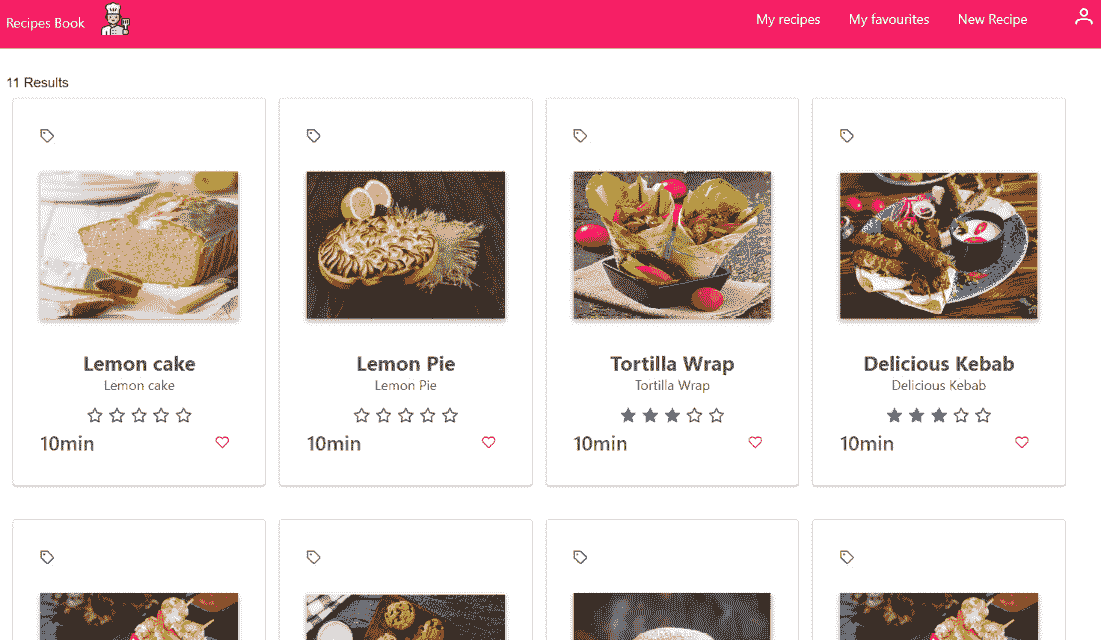 Recipes Book
My recipes
My favourites
New Recipe
11 Results
Lemon cake
Lemon cake
10min
Lemon Pie
Lemon Pie
10min
Tortilla Wrap
Tortilla Wrap
10min
Delicious Kebab
Delicious Kebab
10min